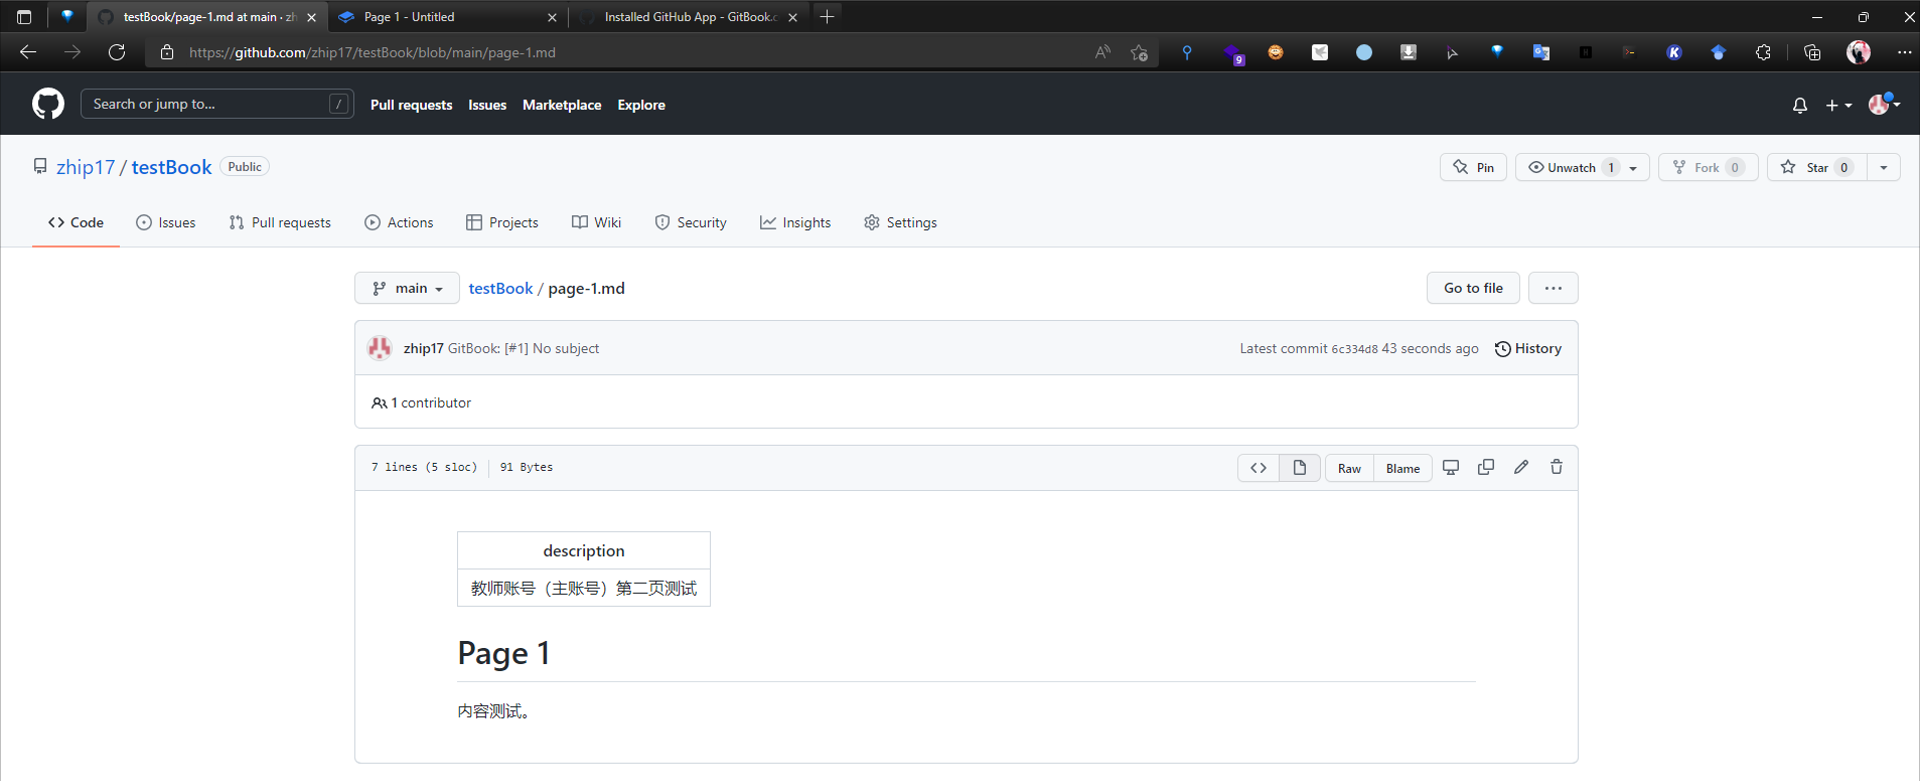 testBook/page-1.md at main · zh
Page 1 - Untitled
Installed GitHub App - GitBook.c
https://github.com/zhip17/testBook/blob/main/page-1.md
9
Search or jump to...
/
Pull requests
Issues
Marketplace
Explore
zhip17 / testBook
Public
Pin
Unwatch 1
Fork 0
Star 0
Code
Issues
Pull requests
Actions
Projects
Wiki
Security
Insights
Settings
main
testBook / page-1.md
Go to file
zhip17 GitBook: [#1] No subject
Latest commit 6c334d8 43 seconds ago
History
1 contributor
7 lines (5 sloc)
91 Bytes
Raw
Blame
description
教师账号（主账号）第二页测试
Page 1
内容测试。